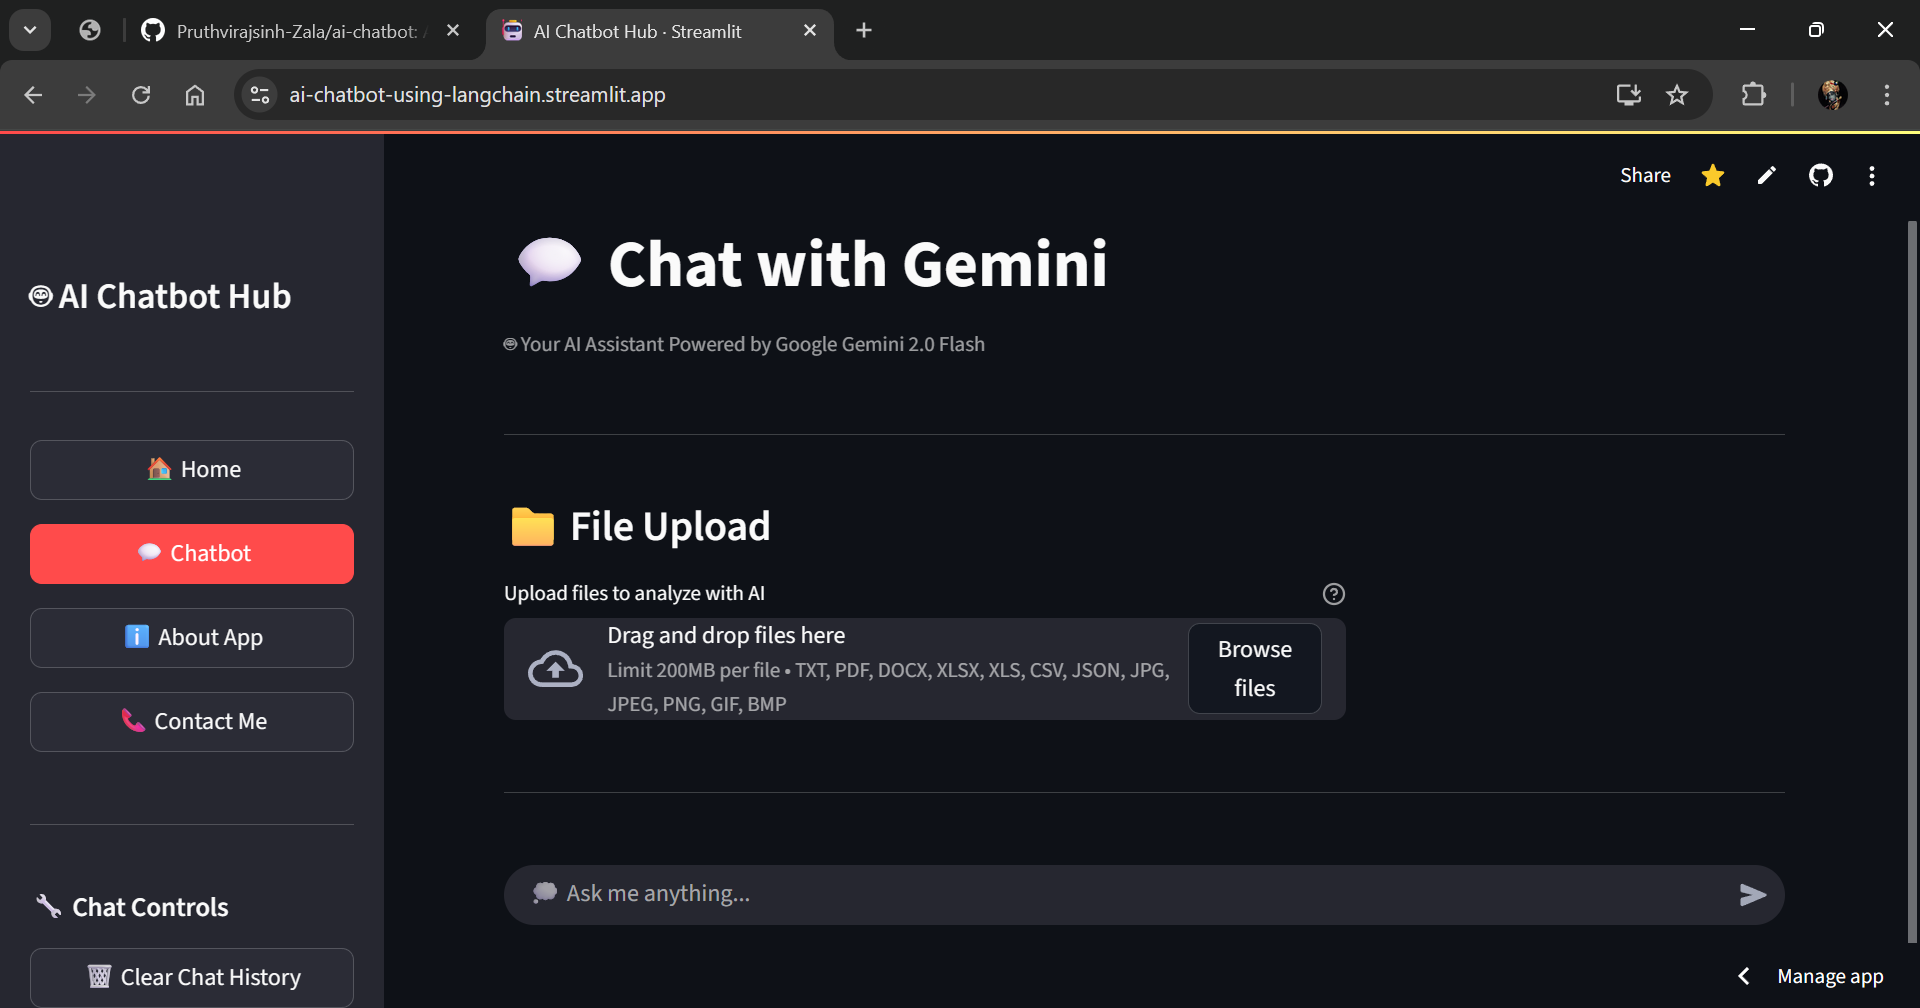 Pruthvirajsinh-Zala/ai-chatbot:
AI Chatbot Hub · Streamlit
ai-chatbot-using-langchain.streamlit.app
Share
AI Chatbot Hub
Home
Chatbot
About App
Contact Me
Chat Controls
Clear Chat History
Chat with Gemini
Your AI Assistant Powered by Google Gemini 2.0 Flash
File Upload
Upload files to analyze with AI
Drag and drop files here
Limit 200MB per file • TXT, PDF, DOCX, XLSX, XLS, CSV, JSON, JPG,
JPEG, PNG, GIF, BMP
Browse
files
Ask me anything...
Manage app